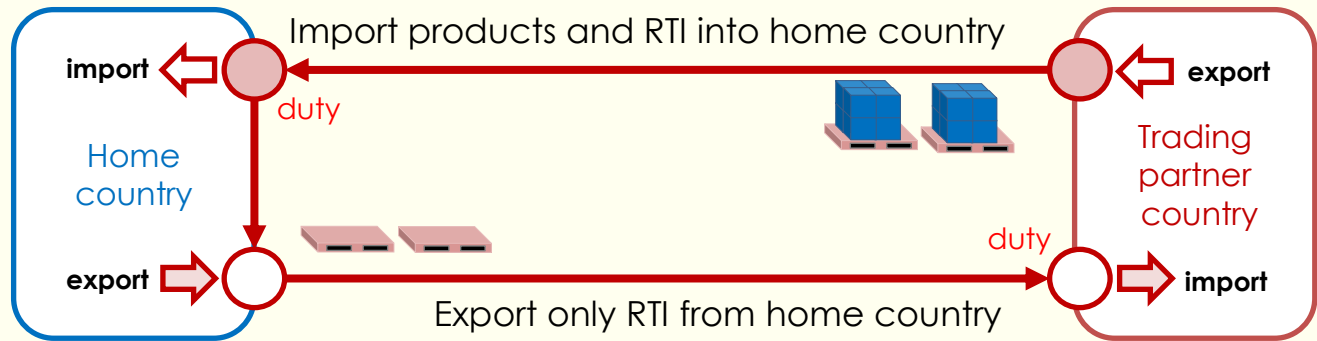 Import products and RTI into home country
import
export
duty
Home
country
Trading
partner
country
duty
export
import
Export only RTI from home country